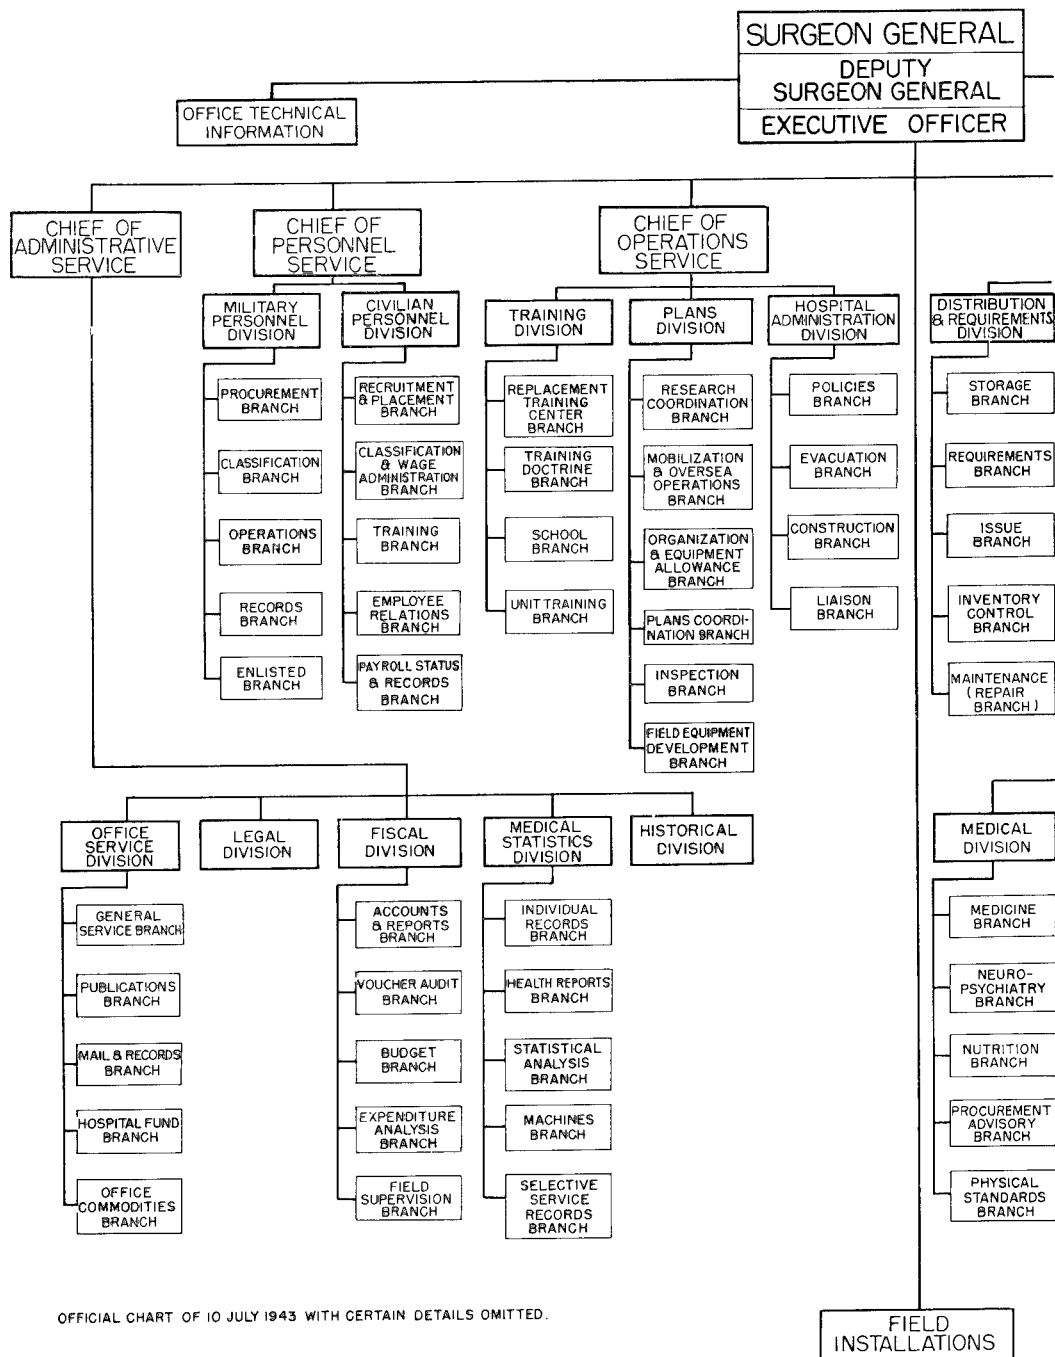 SURGEON GENERAL
DEPUTY
SURGEON GENERAL
EXECUTIVE OFFICER
OFFICE TECHNICAL
INFORMATION
CHIEF OF
ADMINISTRATIVE
SERVICE
CHIEF OF
PERSONNEL
SERVICE
CHIEF OF
OPERATIONS
SERVICE
MILITARY
PERSONNEL
DIVISION
CIVILIAN
PERSONNEL
DIVISION
TRAINING
DIVISION
PLANS
DIVISION
HOSPITAL
ADMINISTRATION
DIVISION
DISTRIBUTION
& REQUIREMENTS
DIVISION
PROCUREMENT
BRANCH
CLASSIFICATION
BRANCH
OPERATIONS
BRANCH
RECORDS
BRANCH
ENLISTED
BRANCH
RECRUITMENT
& PLACEMENT
BRANCH
CLASSIFICATION
& WAGE
ADMINISTRATION
BRANCH
TRAINING
BRANCH
EMPLOYEE
RELATIONS
BRANCH
PAYROLL STATUS
& RECORDS
BRANCH
REPLACEMENT
TRAINING
CENTER
BRANCH
TRAINING
DOCTRINE
BRANCH
SCHOOL
BRANCH
UNIT TRAINING
BRANCH
RESEARCH
COORDINATION
BRANCH
MOBILIZATION
& OVERSEA
OPERATIONS
BRANCH
ORGANIZATION
& EQUIPMENT
ALLOWANCE
BRANCH
PLANS COORDI-
NATION BRANCH
INSPECTION
BRANCH
FIELD EQUIPMENT
DEVELOPMENT
BRANCH
POLICIES
BRANCH
EVACUATION
BRANCH
CONSTRUCTION
BRANCH
LIAISON
BRANCH
STORAGE
BRANCH
REQUIREMENTS
BRANCH
ISSUE
BRANCH
INVENTORY
CONTROL
BRANCH
MAINTENANCE
(REPAIR
BRANCH)
OFFICE
SERVICE
DIVISION
LEGAL
DIVISION
FISCAL
DIVISION
MEDICAL
STATISTICS
DIVISION
HISTORICAL
DIVISION
MEDICAL
DIVISION
GENERAL
SERVICE BRANCH
PUBLICATIONS
BRANCH
MAIL & RECORDS
BRANCH
HOSPITAL FUND
BRANCH
OFFICE
COMMODITIES
BRANCH
ACCOUNTS
& REPORTS
BRANCH
VOUCHER AUDIT
BRANCH
BUDGET
BRANCH
EXPENDITURE
ANALYSIS
BRANCH
FIELD
SUPERVISION
BRANCH
INDIVIDUAL
RECORDS
BRANCH
HEALTH REPORTS
BRANCH
STATISTICAL
ANALYSIS
BRANCH
MACHINES
BRANCH
SELECTIVE
SERVICE
RECORDS
BRANCH
MEDICINE
BRANCH
NEURO-
PSYCHIATRY
BRANCH
NUTRITION
BRANCH
PROCUREMENT
ADVISORY
BRANCH
PHYSICAL
STANDARDS
BRANCH
OFFICIAL CHART OF 10 JULY 1943 WITH CERTAIN DETAILS OMITTED.
FIELD
INSTALLATIONS